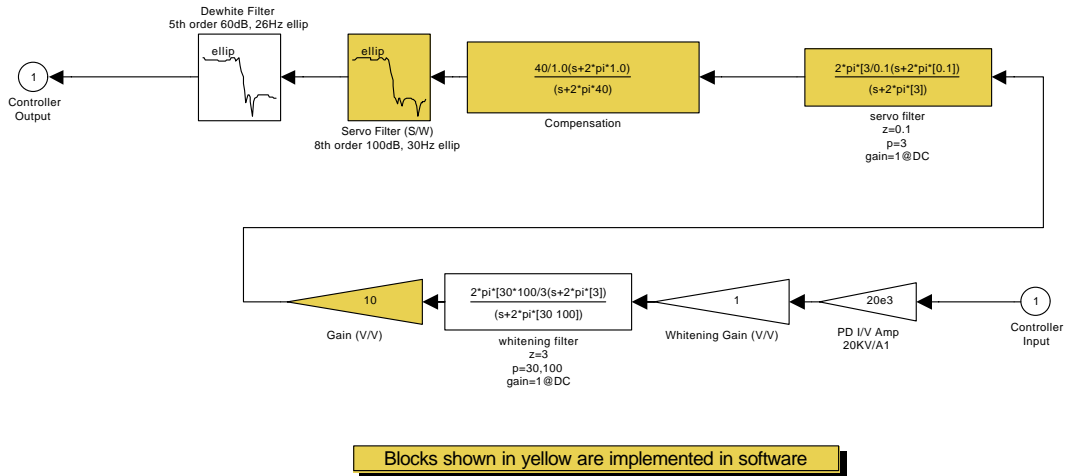 Dewhite Filter
5th order 60dB, 26Hz ellip
ellip
1
Controller
Output
ellip
Servo Filter (S/W)
8th order 100dB, 30Hz ellip
40/1.0(s+2*pi*1.0)
(s+2*pi*40)
Compensation
2*pi*[3/0.1(s+2*pi*[0.1])
(s+2*pi*[3])
servo filter
z=0.1
p=3
gain=1@DC
10
Gain (V/V)
2*pi*[30*100/3(s+2*pi*[3])
(s+2*pi*[30 100])
whitening filter
z=3
p=30,100
gain=1@DC
1
Whitening Gain (V/V)
20e3
PD I/V Amp
20KV/A1
1
Controller
Input
Blocks shown in yellow are implemented in software